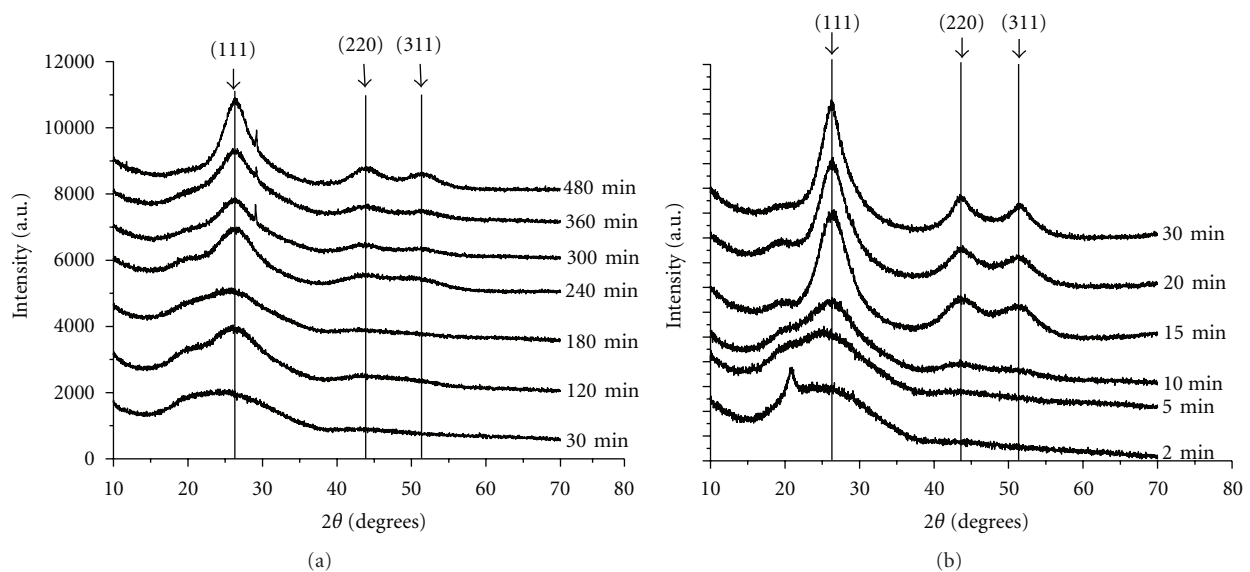 (111)
(220)
(311)
12000
10000
8000
6000
4000
2000
0
Intensity (a.u.)
480 min
360 min
300 min
240 min
180 min
120 min
30 min
10 20 30 40 50 60 70 80
2θ (degrees)
(a)
(111)
(220)
(311)
Intensity (a.u.)
30 min
20 min
15 min
10 min
5 min
2 min
10 20 30 40 50 60 70 80
2θ (degrees)
(b)